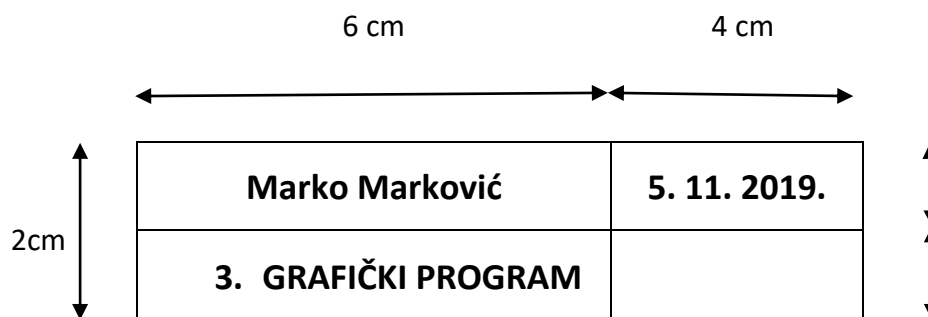 6 cm 4 cm
Marko Marković 5. 11. 2019.
2cm
3. GRAFIČKI PROGRAM